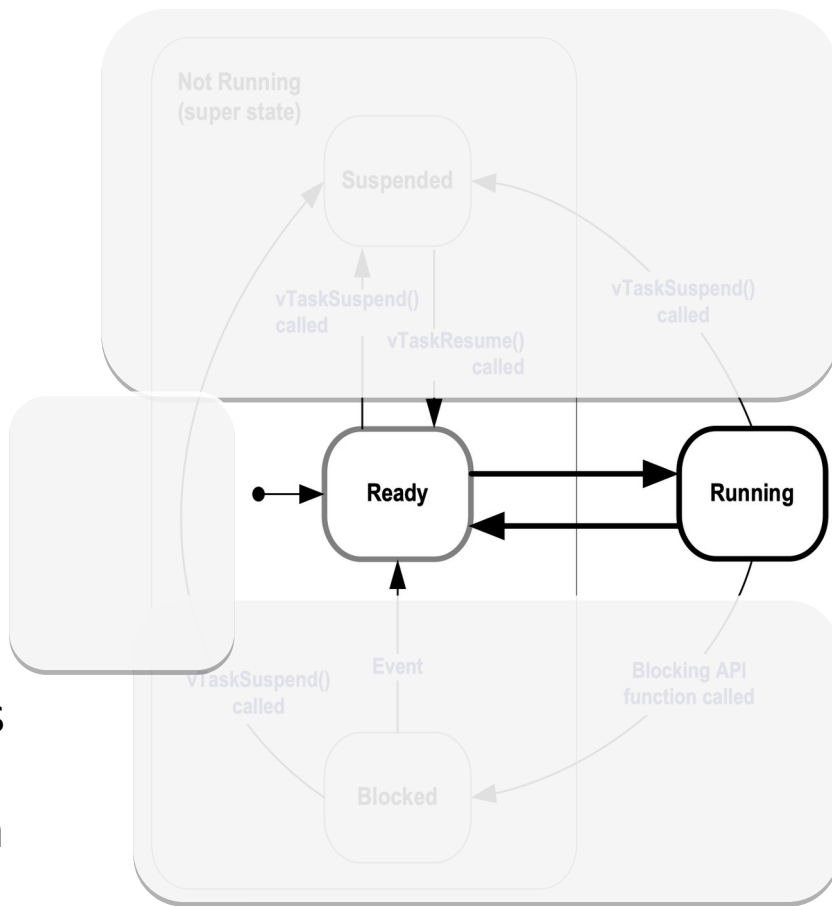 Not Running
(super state)
Suspended
vTaskSuspend()
called
vTaskResume()
called
vTaskSuspend()
called
Ready
Running
vTaskSuspend()
called
Event
Blocking API
function called
Blocked
s